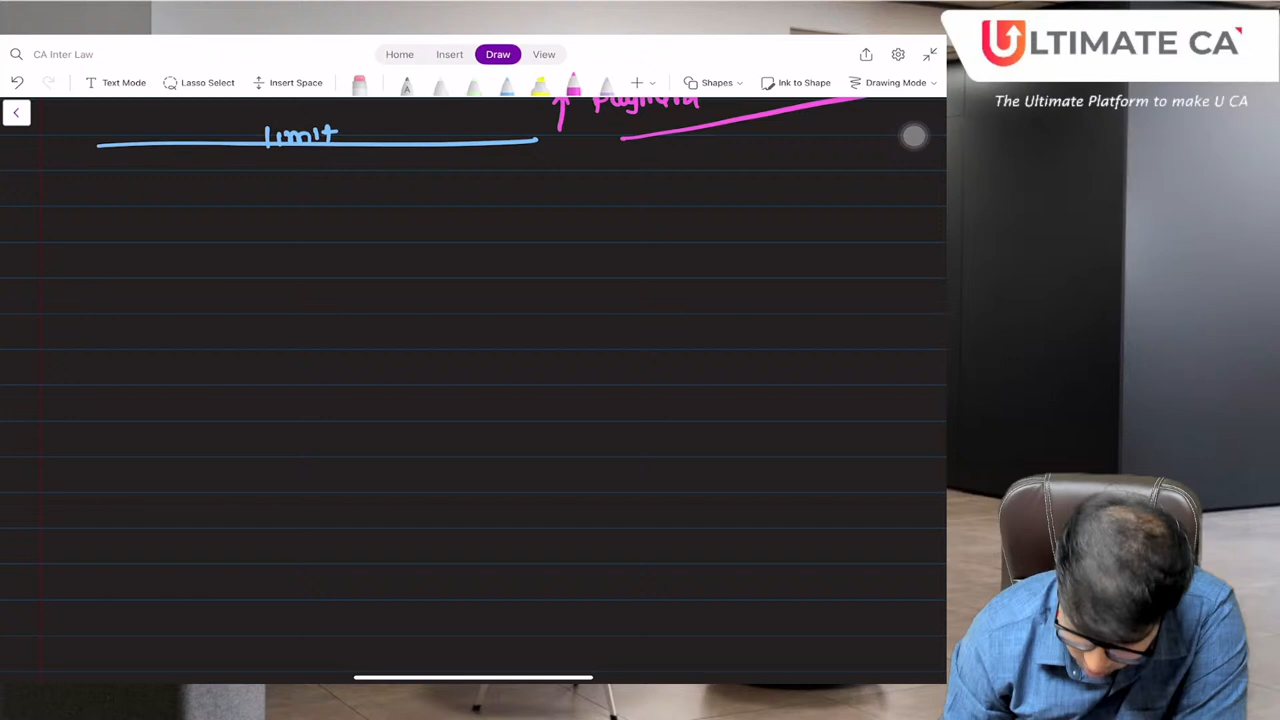 ULTIMATE CA
The Ultimate Platform to make U CA
CA Inter Law
Home Insert Draw View
Text Mode Lasso Select Insert Space Shapes Ink to Shape Drawing Mode
limit